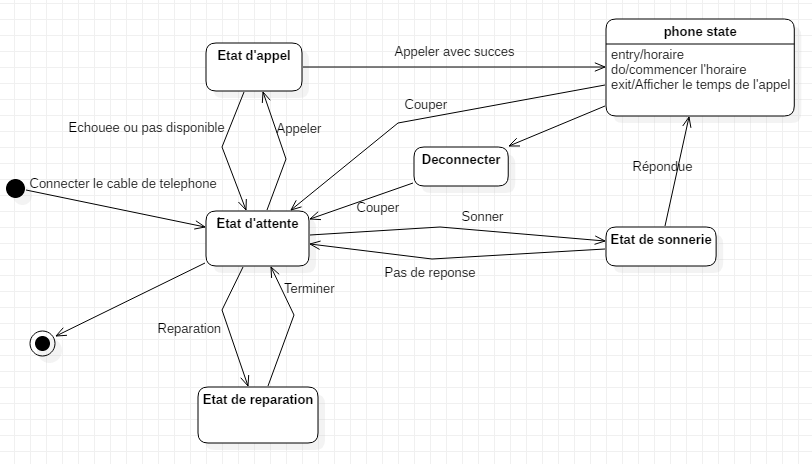 phone state
Etat d'appel
Appeler avec succes
entry/horaire
do/commencer l'horaire
exit/Afficher le temps de l'appel
Couper
Echouee ou pas disponible
Appeler
Deconnecter
Répondue
Connecter le cable de telephone
Couper
Etat d'attente
Sonner
Etat de sonnerie
Pas de reponse
Terminer
Reparation
Etat de reparation